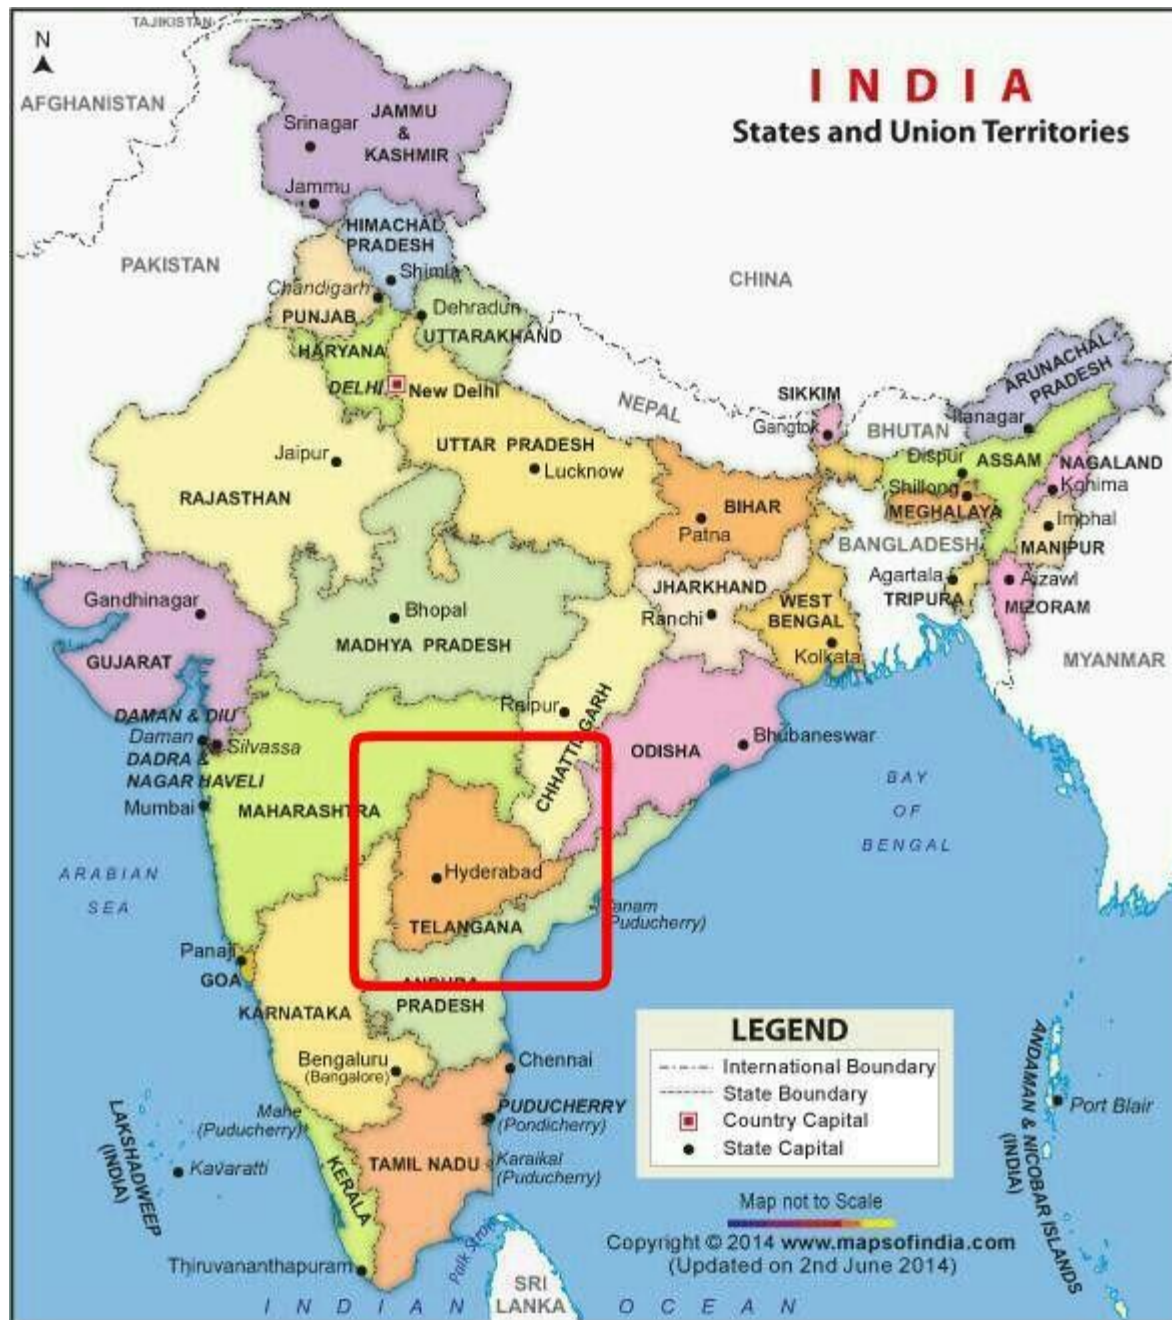 TAJIKISTAN
N
AFGHANISTAN
INDIA
States and Union Territories
Srinagar
JAMMU
&
KASHMIR
Jammu
HIMACHAL
PRADESH
PAKISTAN
Shimla
CHINA
Chandigarh
PUNJAB
Dehradun
UTTARAKHAND
HARYANA
DELHI
New Delhi
NEPAL
SIKKIM
Gangtok
BHUTAN
ARUNACHAL
PRADESH
Itanagar
Jaipur
UTTAR PRADESH
Lucknow
RAJASTHAN
BIHAR
Patna
Dispur
ASSAM
NAGALAND
Shillong
Kohima
MEGHALAYA
Imphal
BANGLADESH
MANIPUR
Gandhinagar
Bhopal
MADHYA PRADESH
JHARKHAND
Ranchi
WEST
BENGAL
Kolkata
Agartala
TRIPURA
Aizawl
MIZORAM
GUJARAT
MYANMAR
Raipur
CHHATTISGARH
ODISHA
Bhubaneswar
DAMAN & DIU
Daman
Silvassa
DADRA &
NAGAR HAVELI
Mumbai
MAHARASHTRA
BAY
OF
BENGAL
ARABIAN
SEA
Hyderabad
TELANGANA
Yanam
(Puducherry)
Panaji
GOA
ANDHRA
PRADESH
KARNATAKA
Bengaluru
(Bangalore)
Chennai
Mahe
(Puducherry)
PUDUCHERRY
(Pondicherry)
LAKSHADWEEP
(INDIA)
Kavaratti
KERALA
TAMIL NADU
Karaikal
(Puducherry)
Thiruvananthapuram
Palk Strait
SRI
LANKA
INDIAN OCEAN
LEGEND
International Boundary
State Boundary
Country Capital
State Capital
Map not to Scale
Copyright © 2014 www.mapsofindia.com
(Updated on 2nd June 2014)
ANDAMAN & NICOBAR ISLANDS
(INDIA)
Port Blair